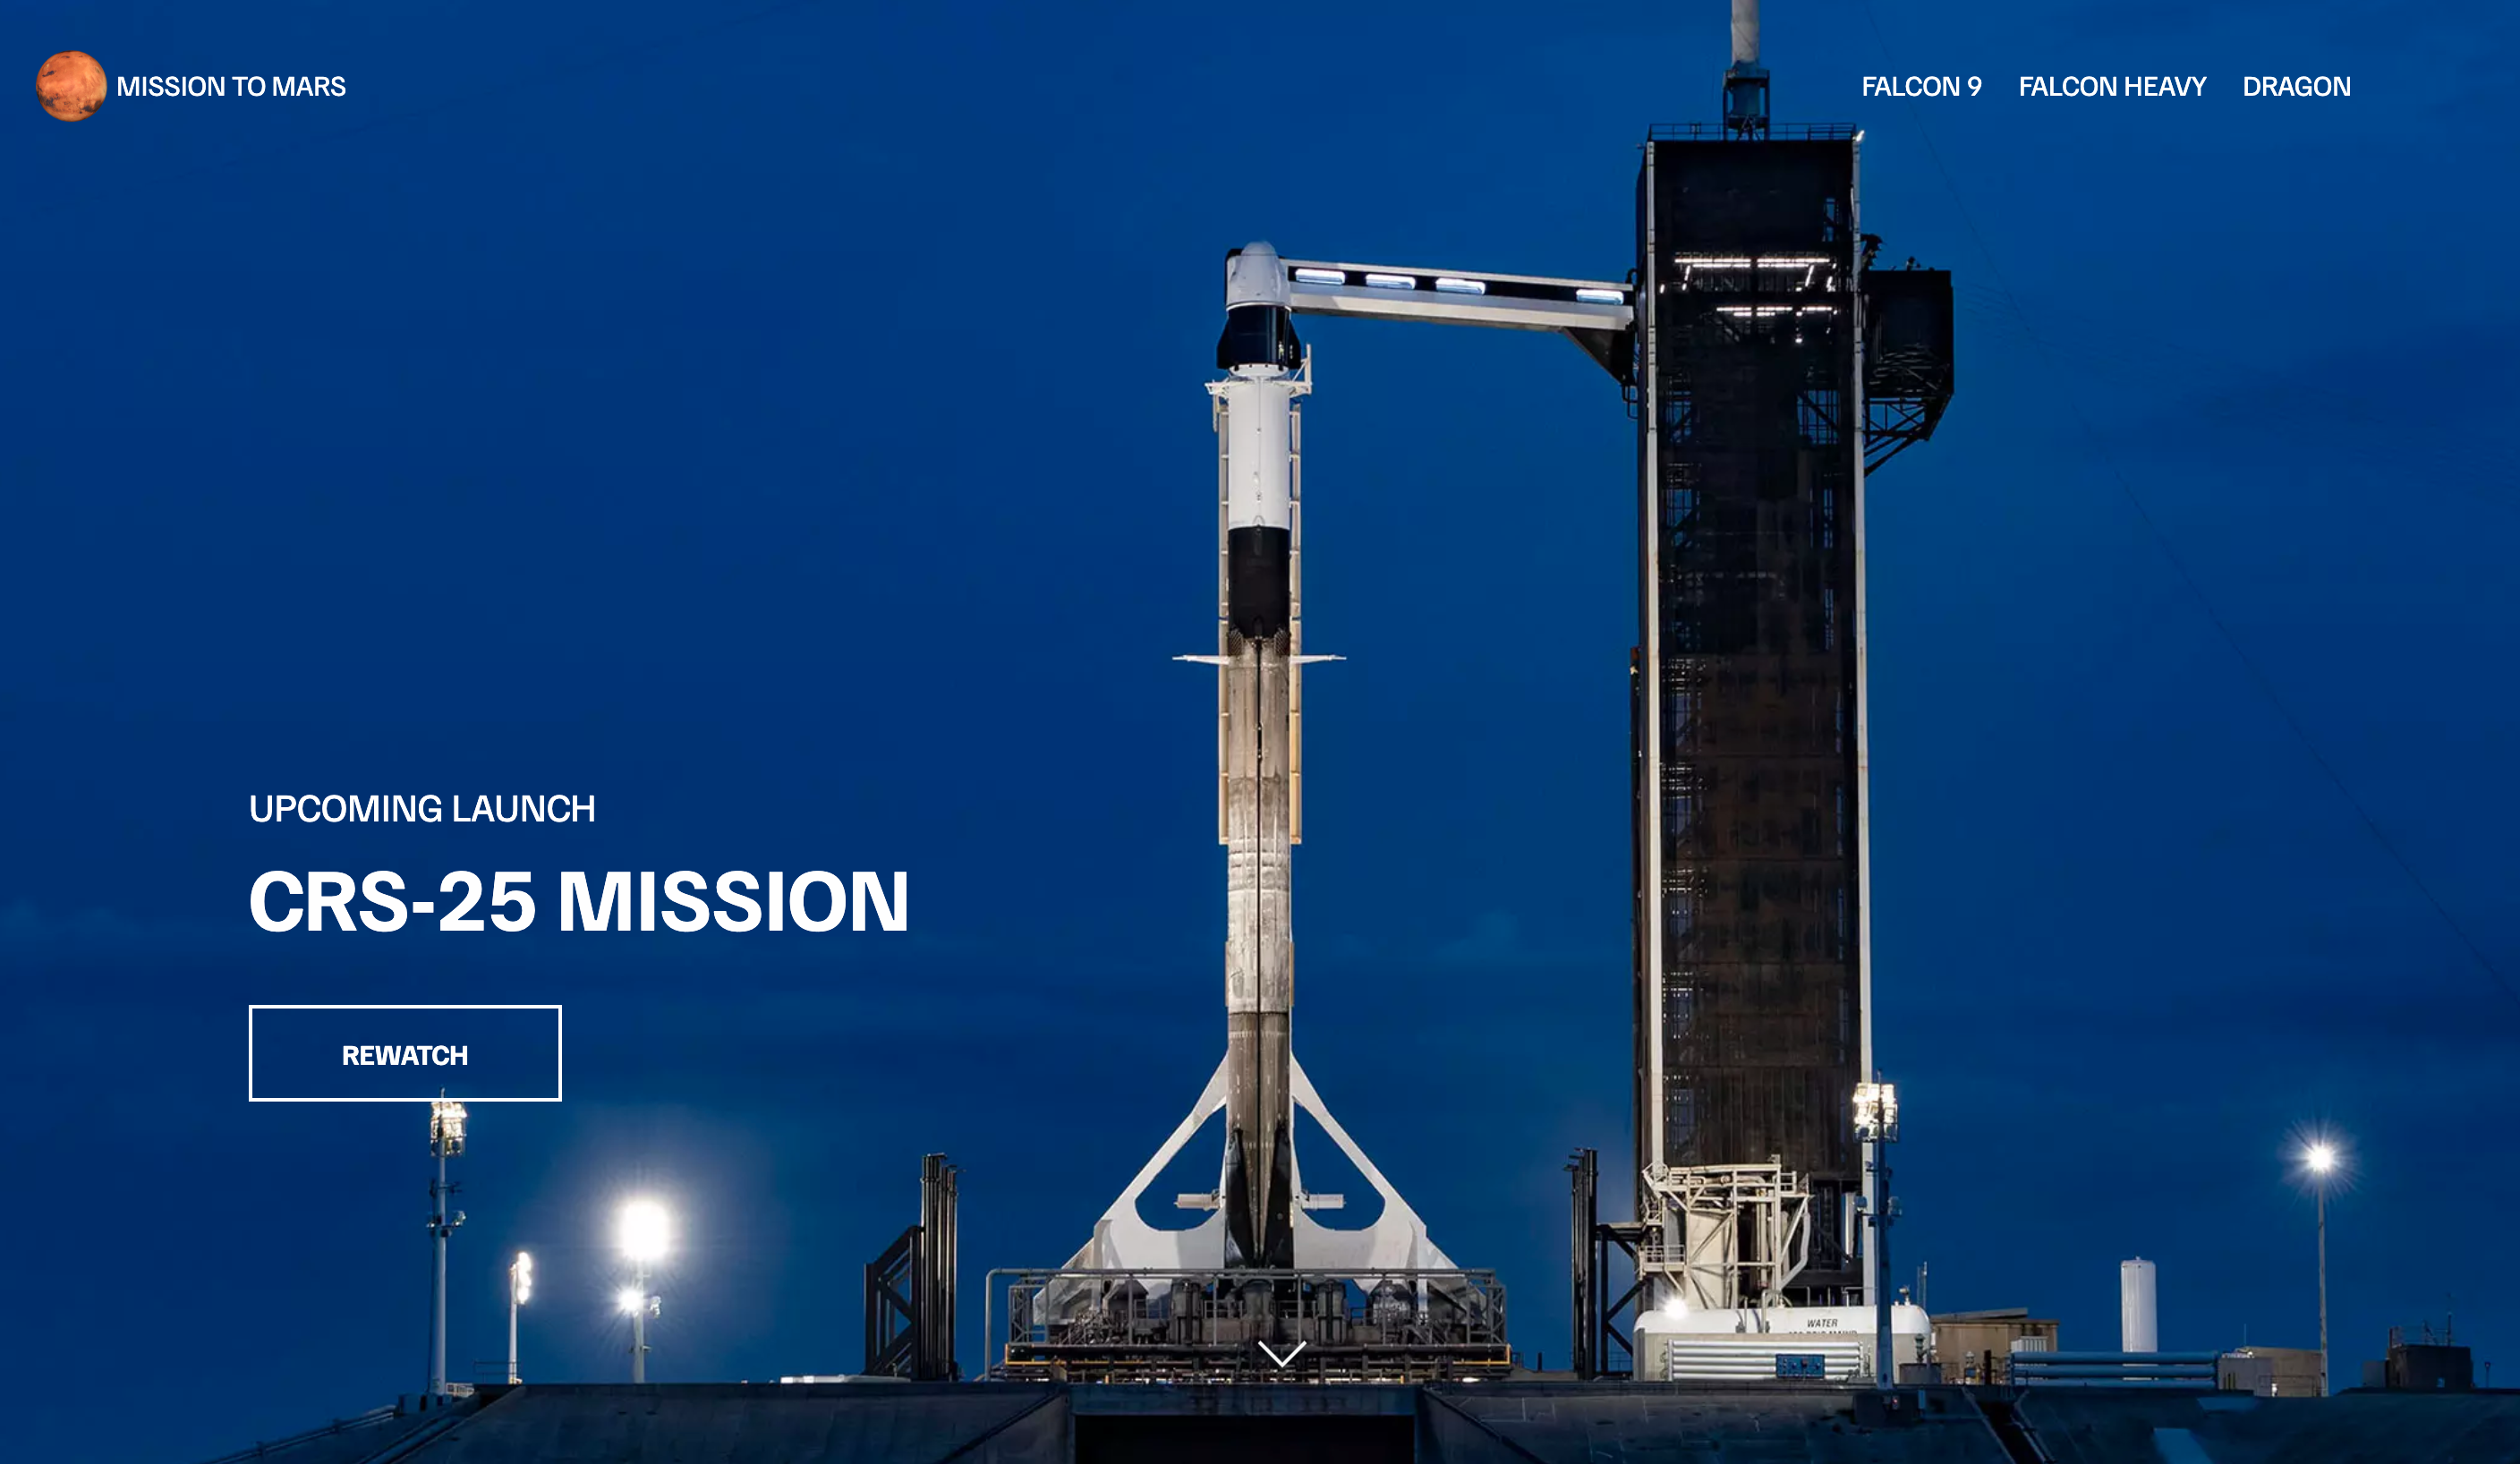 MISSION TO MARS
FALCON 9
FALCON HEAVY
DRAGON
UPCOMING LAUNCH
CRS-25 MISSION
REWATCH
WATER